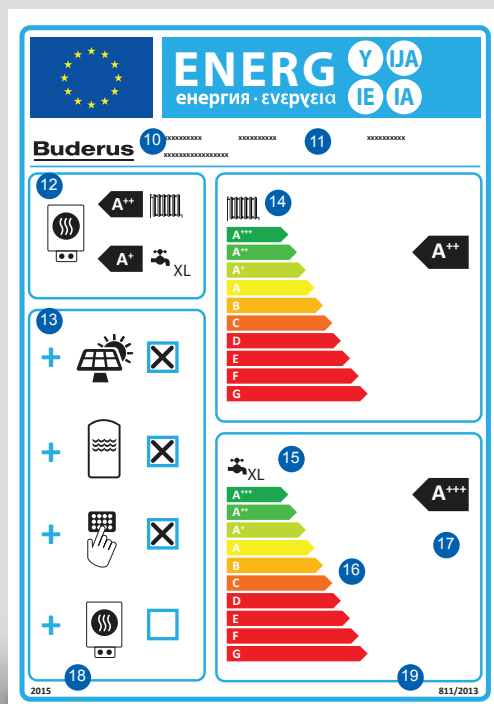 ENERG Y IJA
енергия · ενεργεια IE IA
Buderus 10 xxxxxxxxxx xxxxxxxxxx 11 xxxxxxxxxx
xxxxxxxxxxxxxxxxx
12
A++
A+ XL
13
+
+
+
+
18
2015
14
A+++
A++
A+
A
B
C
D
E
F
G
A++
15
XL
A+++
A++
A+
A
B
C
D
E
F
G
A+++
17
16
19
811/2013